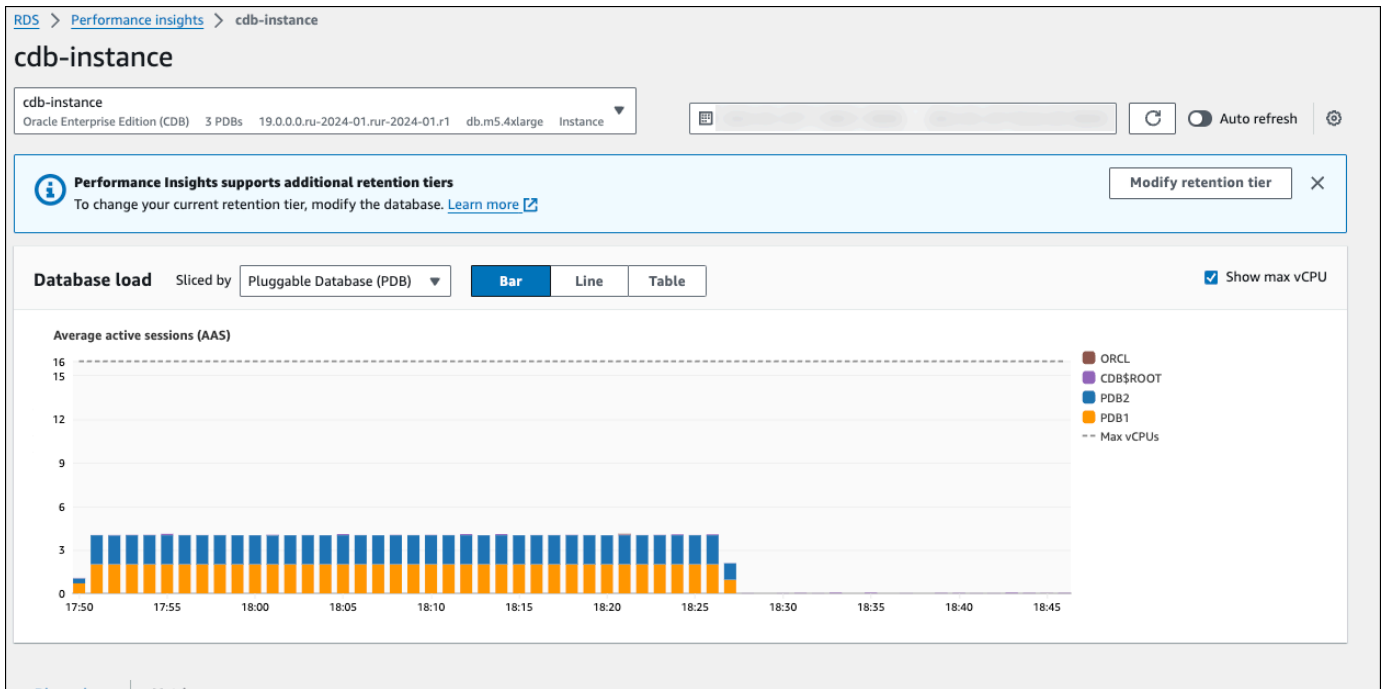 RDS > Performance insights > cdb-instance
cdb-instance
cdb-instance
Oracle Enterprise Edition (CDB) 3 PDBs 19.0.0.0.ru-2024-01.rur-2024-01.r1 db.m5.4xlarge Instance
Auto refresh
Performance Insights supports additional retention tiers
To change your current retention tier, modify the database. Learn more
Modify retention tier
Database load Sliced by Pluggable Database (PDB) Bar Line Table
Show max vCPU
Average active sessions (AAS)
16
15
12
9
6
3
0
17:50 17:55 18:00 18:05 18:10 18:15 18:20 18:25 18:30 18:35 18:40 18:45
ORCL
CDB$ROOT
PDB2
PDB1
Max vCPUs